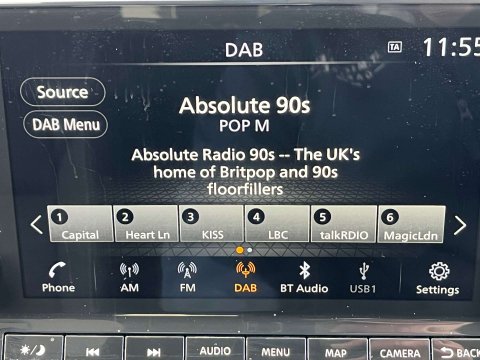 DAB
TA
11:55
Source
DAB Menu
Absolute 90s
POP M
Absolute Radio 90s -- The UK's
home of Britpop and 90s
floorfillers
1 2 3 4 5 6
Capital Heart Ln KISS LBC talkRDIO MagicLdn
Phone AM FM DAB BT Audio USB1 Settings
AUDIO MENU MAP CAMERA BACK